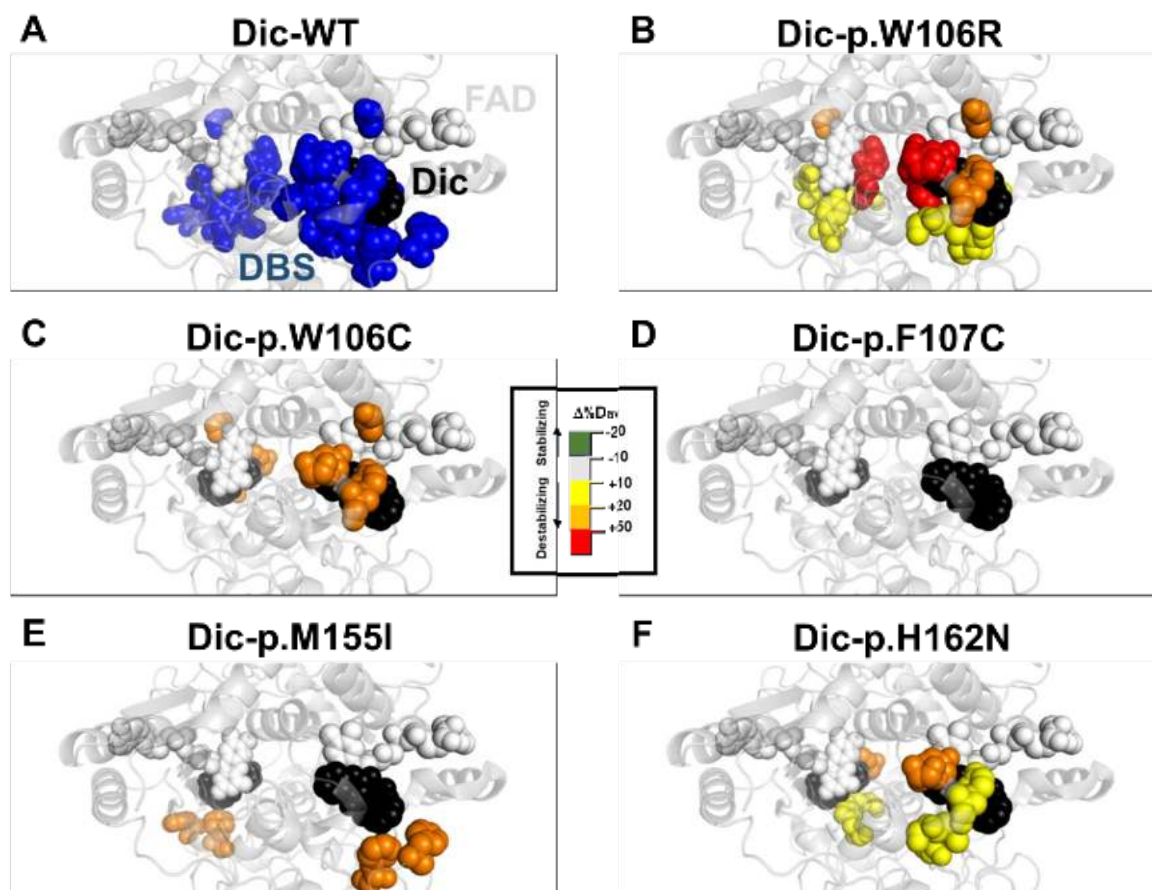 A
Dic-WT
FAD
Dic
DBS
B
Dic-p.W106R
C
Dic-p.W106C
D
Dic-p.F107C
Destabilizing
Stabilizing
-20
-10
+10
+20
+50
E
Dic-p.M155I
F
Dic-p.H162N